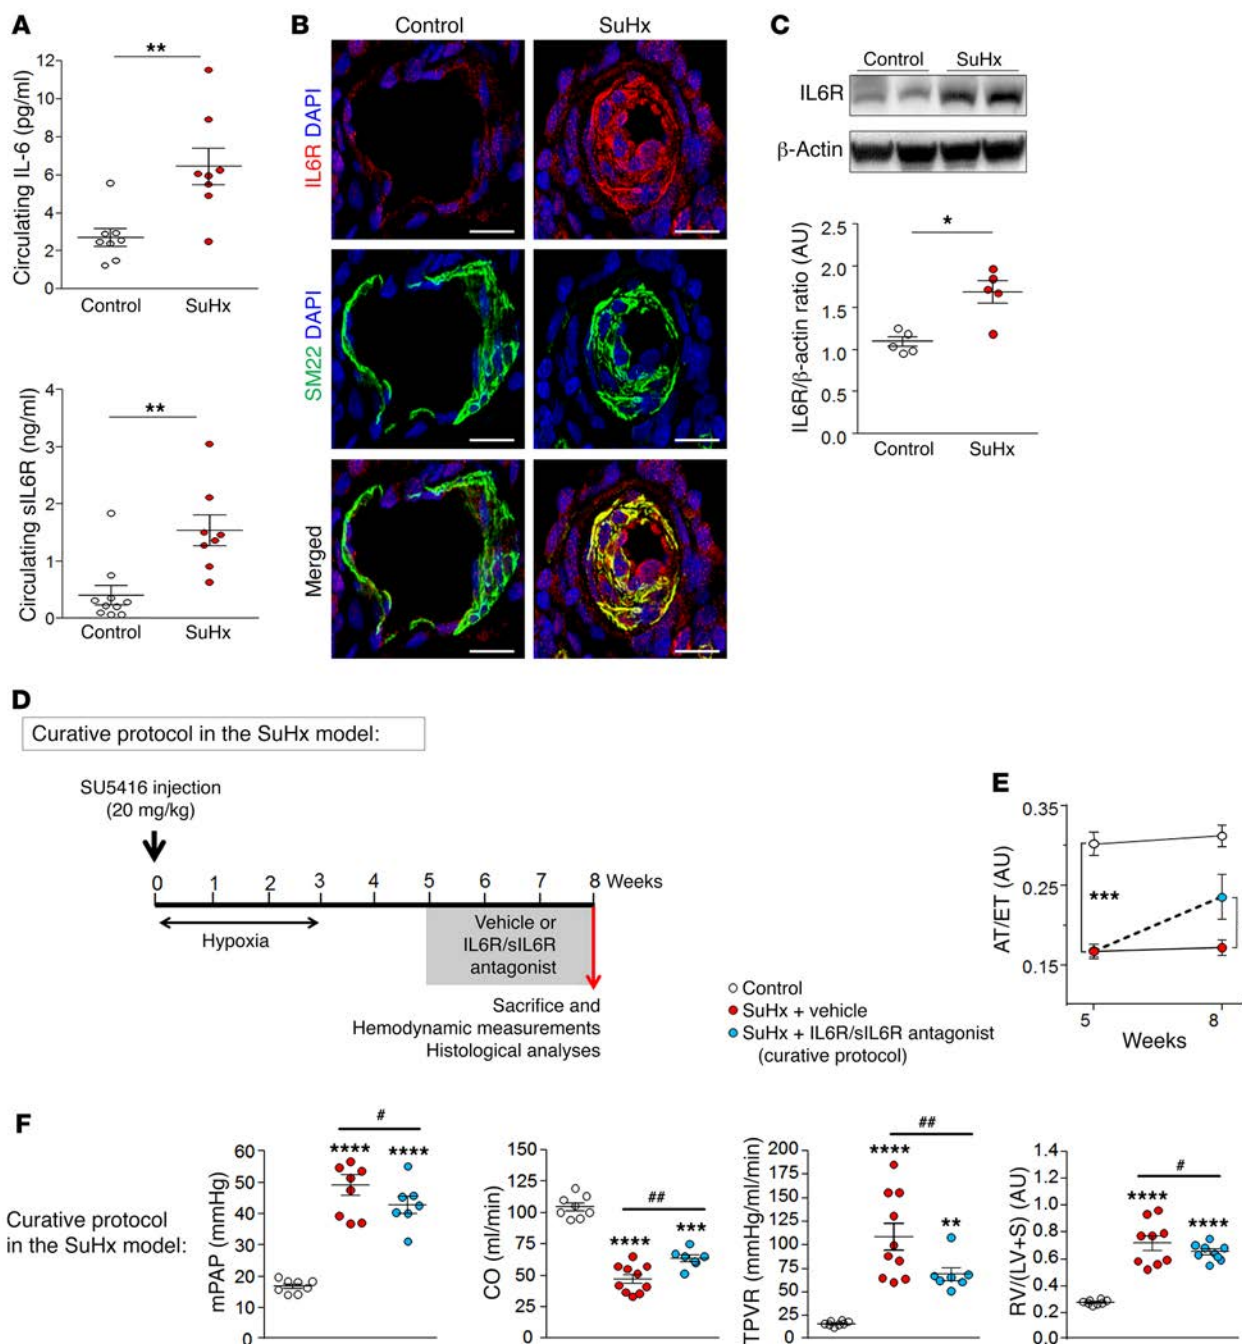 A
**
12
10
8
6
4
2
0
Circulating IL-6 (pg/ml)
Control
SuHx
**
4
3
2
1
0
Circulating sIL6R (ng/ml)
Control
SuHx
B
Control
SuHx
IL6R DAPI
SM22 DAPI
Merged
C
Control
SuHx
IL6R
β-Actin
*
2.5
2.0
1.5
1.0
0.5
0.0
IL6R/β-actin ratio (AU)
Control
SuHx
D
Curative protocol in the SuHx model:
SU5416 injection
(20 mg/kg)
0 1 2 3 4 5 6 7 8 Weeks
Hypoxia
Vehicle or
IL6R/sIL6R
antagonist
Sacrifice and
Hemodynamic measurements
Histological analyses
E
0.35
0.25
0.15
AT/ET (AU)
***
5 8
Weeks
Control
SuHx + vehicle
SuHx + IL6R/sIL6R antagonist
(curative protocol)
F
Curative protocol
in the SuHx model:
#
**** ****
60
50
40
30
20
10
0
mPAP (mmHg)
##
**** ***
150
125
100
75
50
25
0
CO (ml/min)
##
**** **
200
175
150
125
100
75
50
25
0
TPVR (mmHg/ml/min)
#
**** ****
1.4
1.2
1.0
0.8
0.6
0.4
0.2
0.0
RV/(LV+S) (AU)